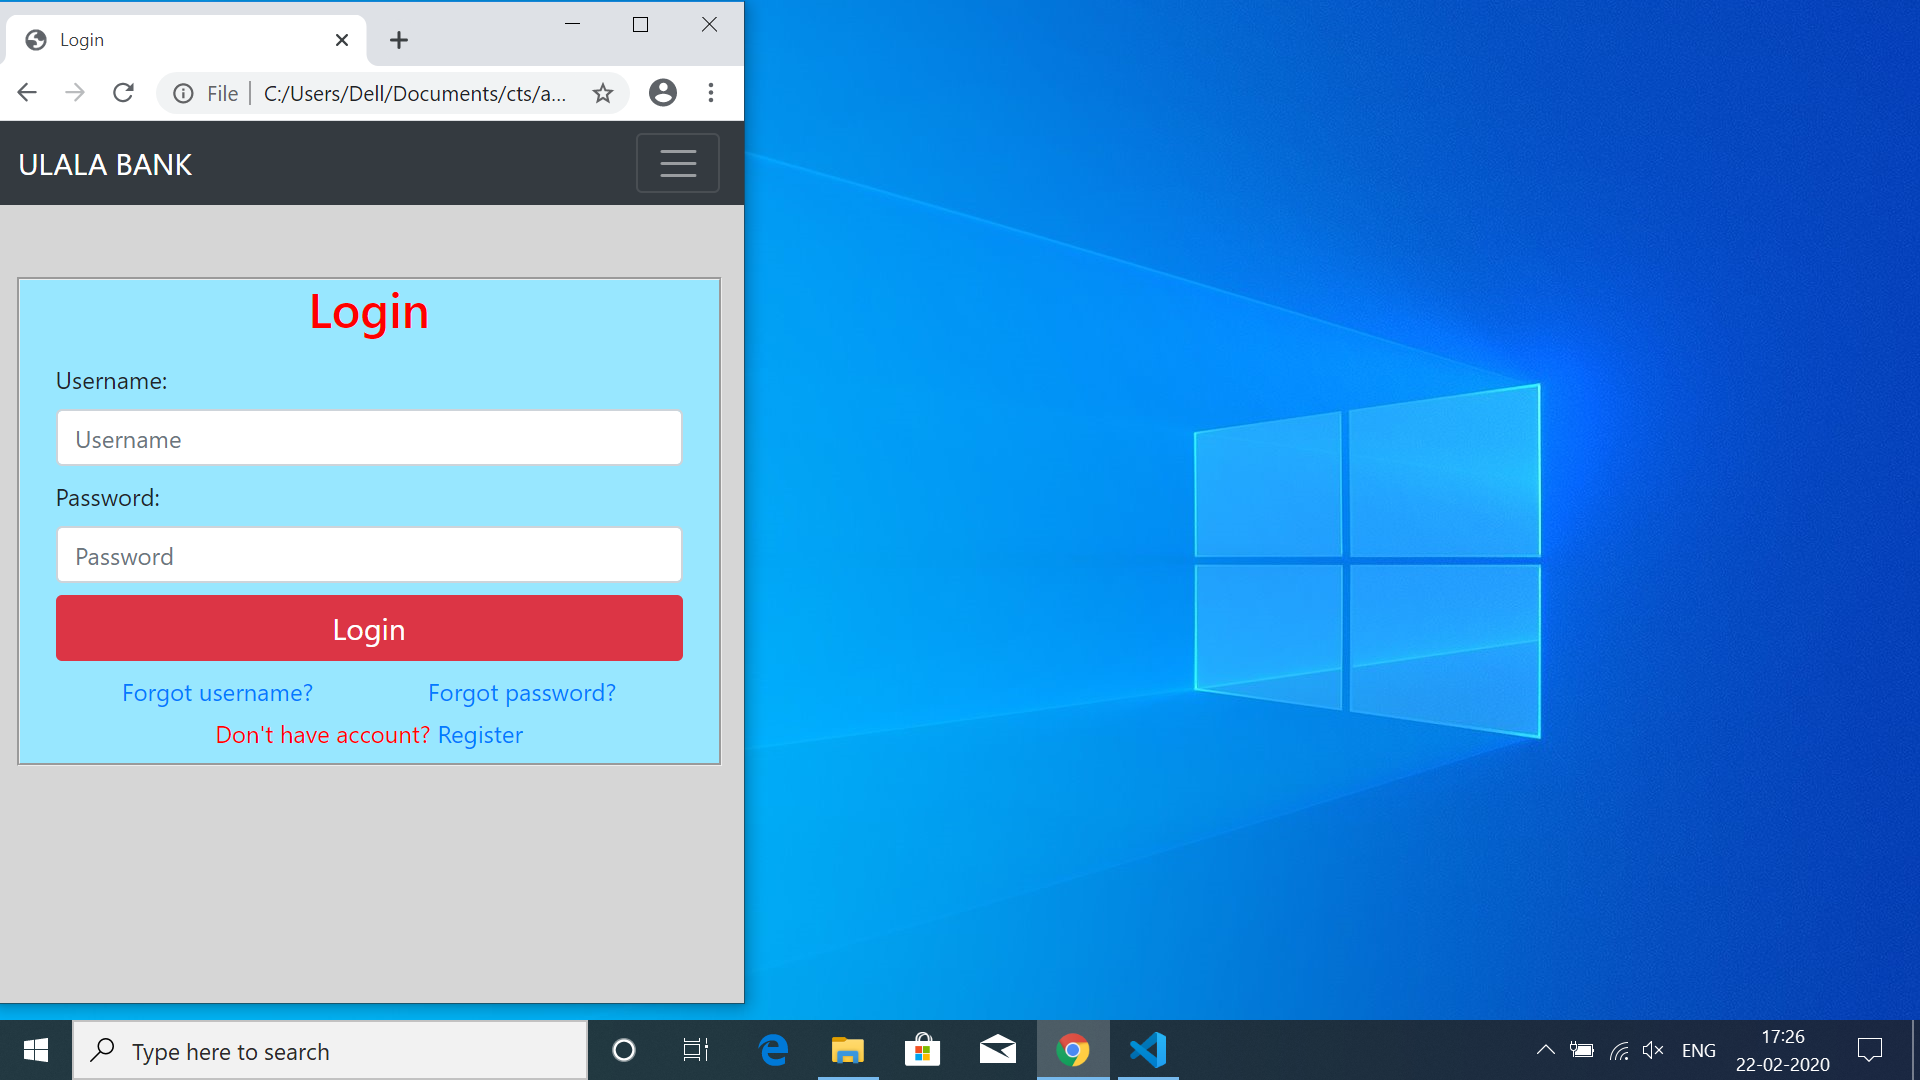 Login
File
C:/Users/Dell/Documents/cts/a...
ULALA BANK
Login
Username:
Username
Password:
Password
Login
Forgot username? Forgot password?
Don't have account? Register
Type here to search
ENG
17:26
22-02-2020